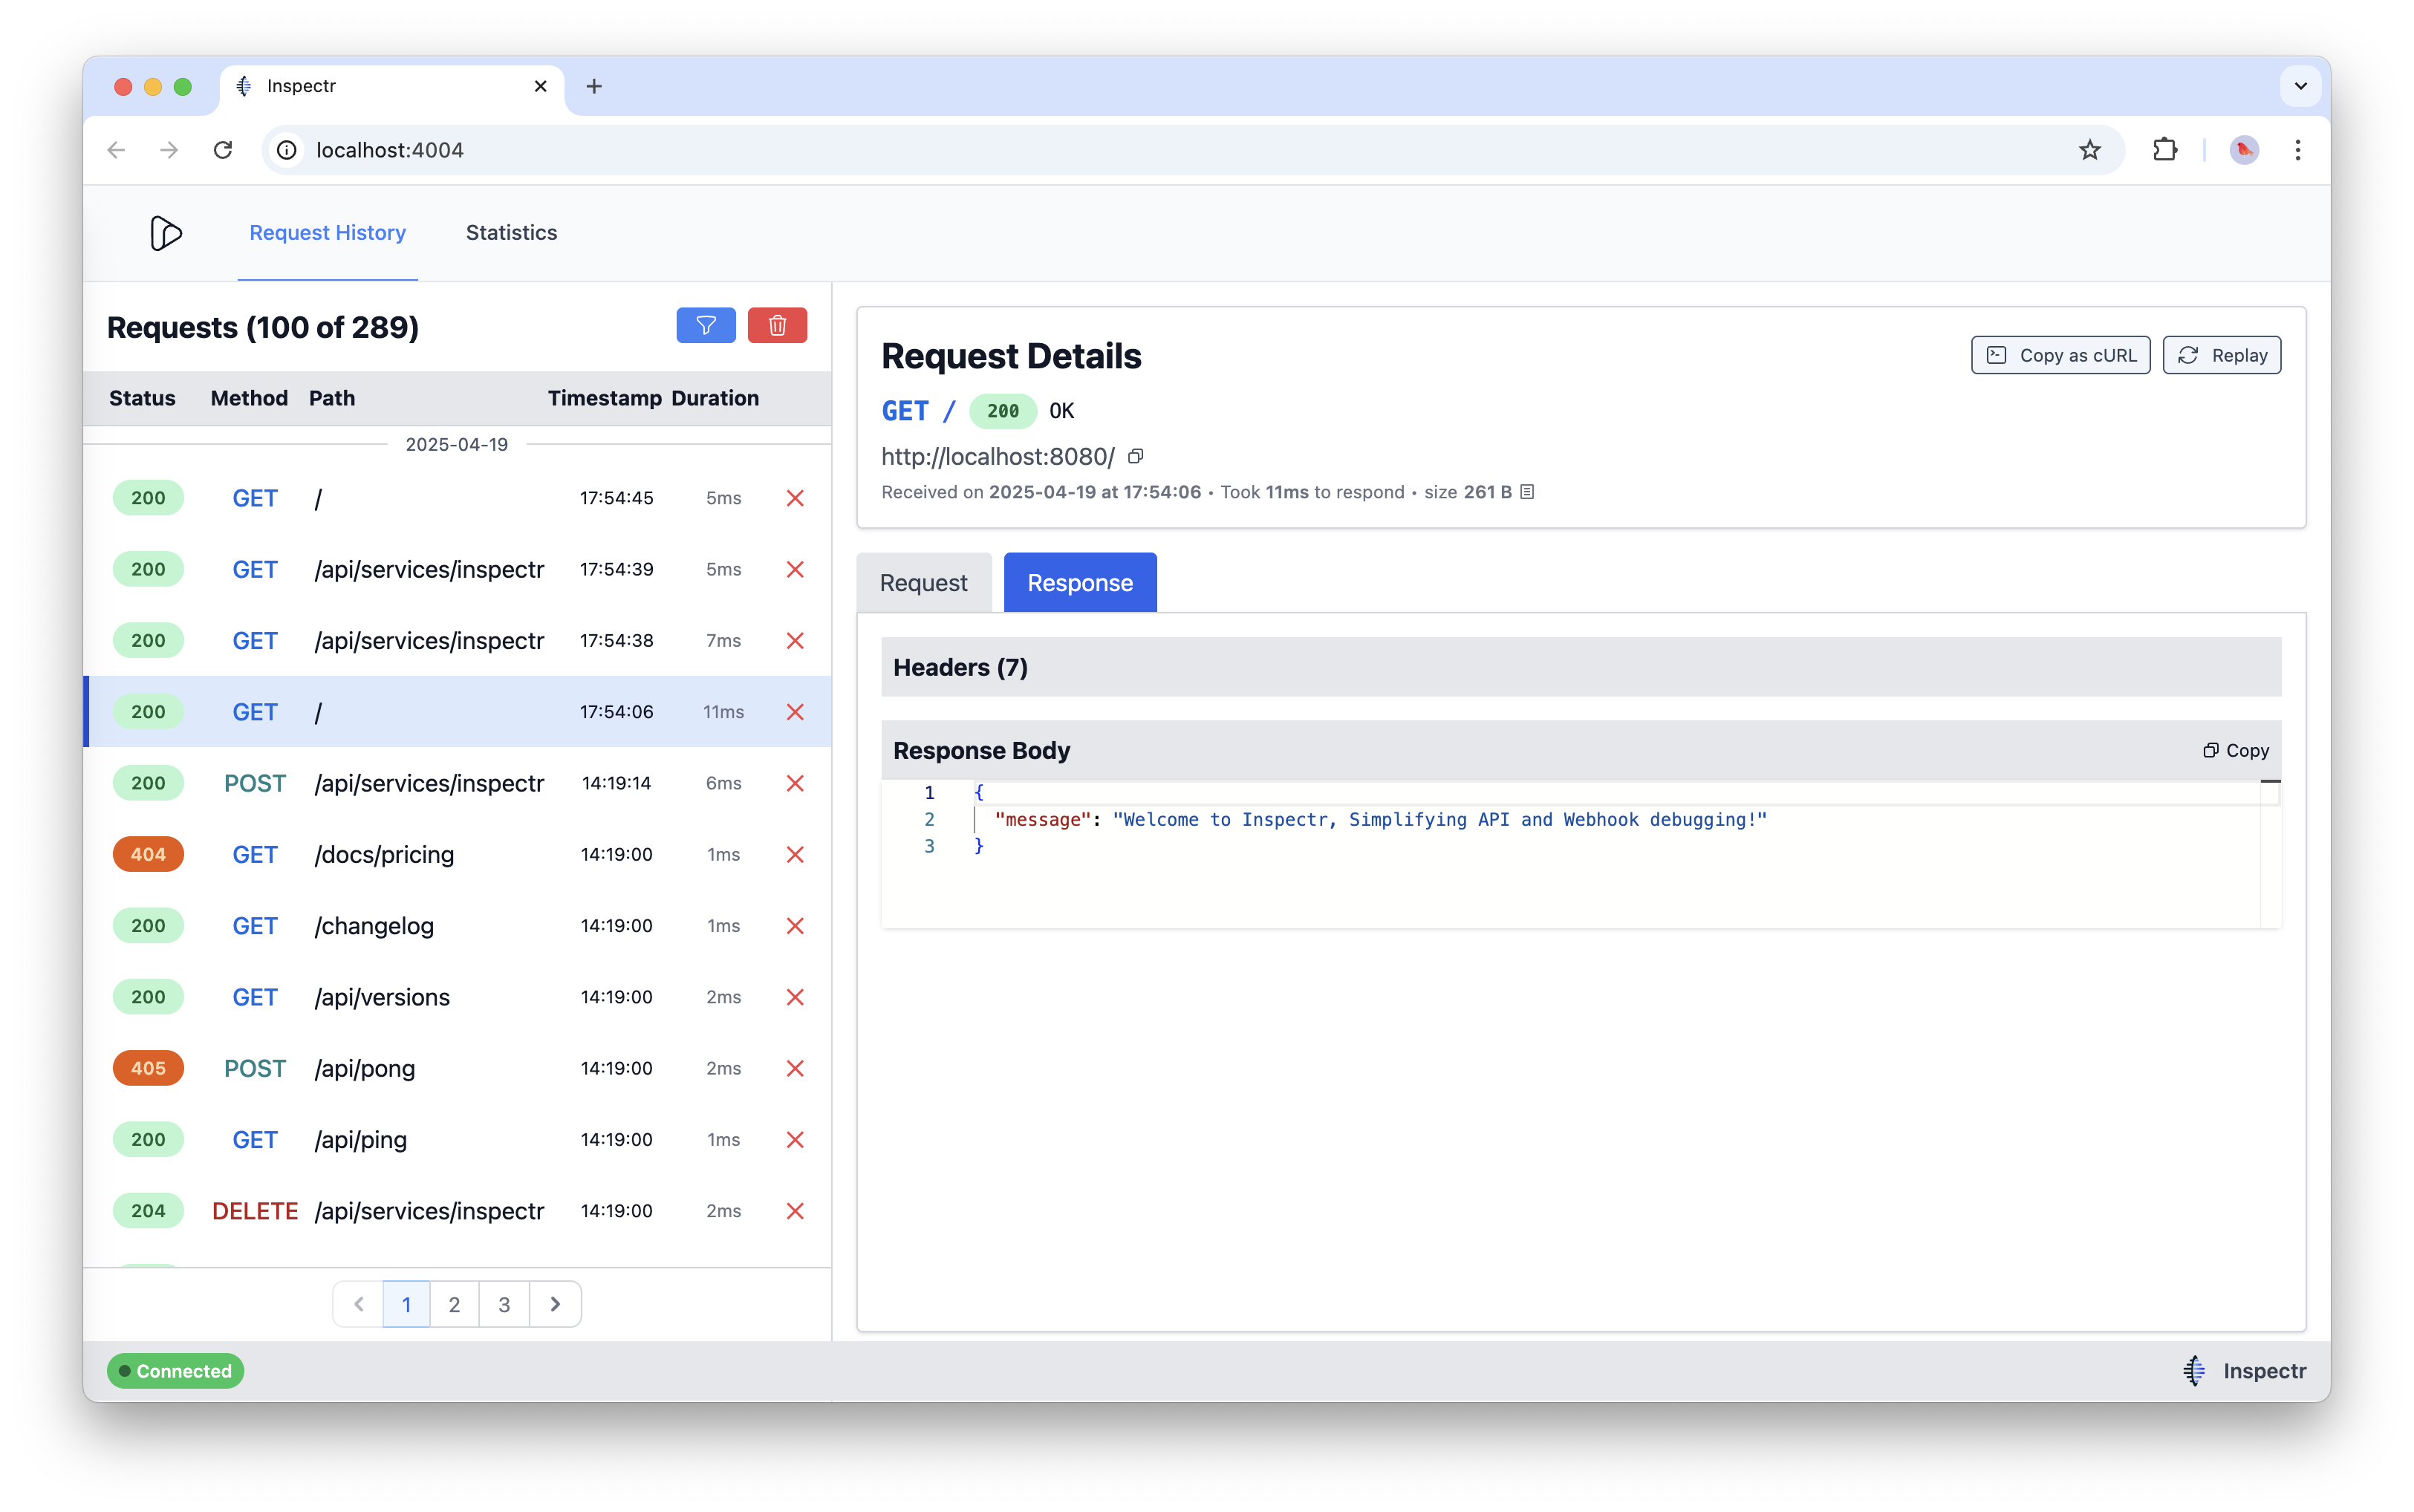 Inspectr
localhost:4004
Request History Statistics
Requests (100 of 289)
Status Method Path Timestamp Duration
2025-04-19
200 GET / 17:54:45 5ms
200 GET /api/services/inspectr 17:54:39 5ms
200 GET /api/services/inspectr 17:54:38 7ms
200 GET / 17:54:06 11ms
200 POST /api/services/inspectr 14:19:14 6ms
404 GET /docs/pricing 14:19:00 1ms
200 GET /changelog 14:19:00 1ms
200 GET /api/versions 14:19:00 2ms
405 POST /api/pong 14:19:00 2ms
200 GET /api/ping 14:19:00 1ms
204 DELETE /api/services/inspectr 14:19:00 2ms
1 2 3
Request Details
Copy as cURL Replay
GET / 200 OK
http://localhost:8080/
Received on 2025-04-19 at 17:54:06 • Took 11ms to respond • size 261 B
Request Response
Headers (7)
Response Body Copy
1 {
2 "message": "Welcome to Inspectr, Simplifying API and Webhook debugging!"
3 }
Connected Inspectr